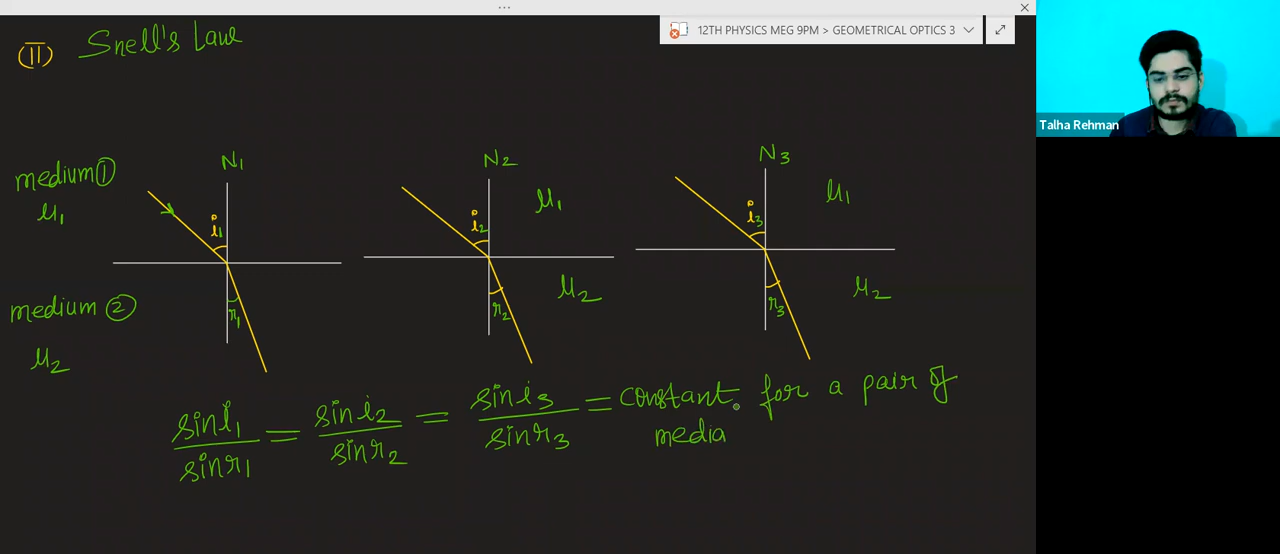 (II) Snell's Law
12TH PHYSICS MEG 9PM > GEOMETRICAL OPTICS 3
Talha Rehman
medium ①
μ₁
N₁
i₁
r₁
N₂
i₂
μ₁
r₂
μ₂
N₃
i₃
μ₁
r₃
μ₂
medium ②
μ₂
sin i₁ / sin r₁ = sin i₂ / sin r₂ = sin i₃ / sin r₃ = constant for a pair of
media